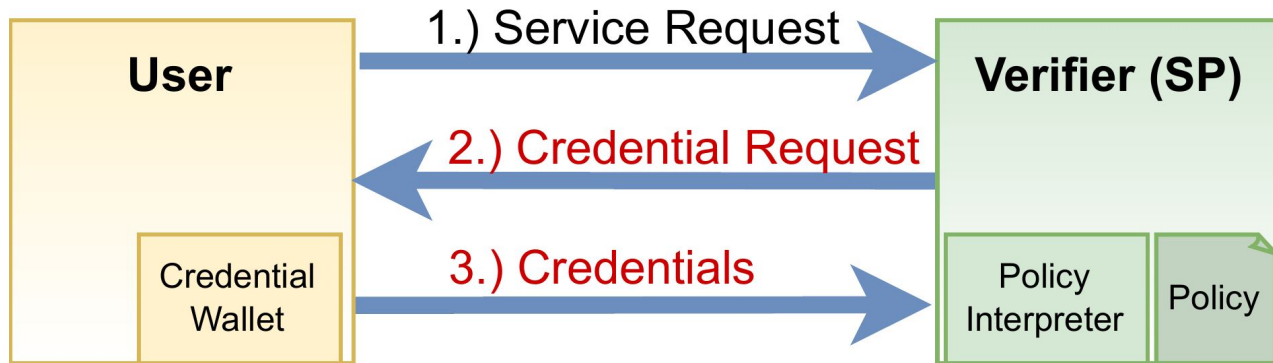 1.) Service Request
User
Verifier (SP)
2.) Credential Request
3.) Credentials
Credential
Wallet
Policy
Interpreter
Policy